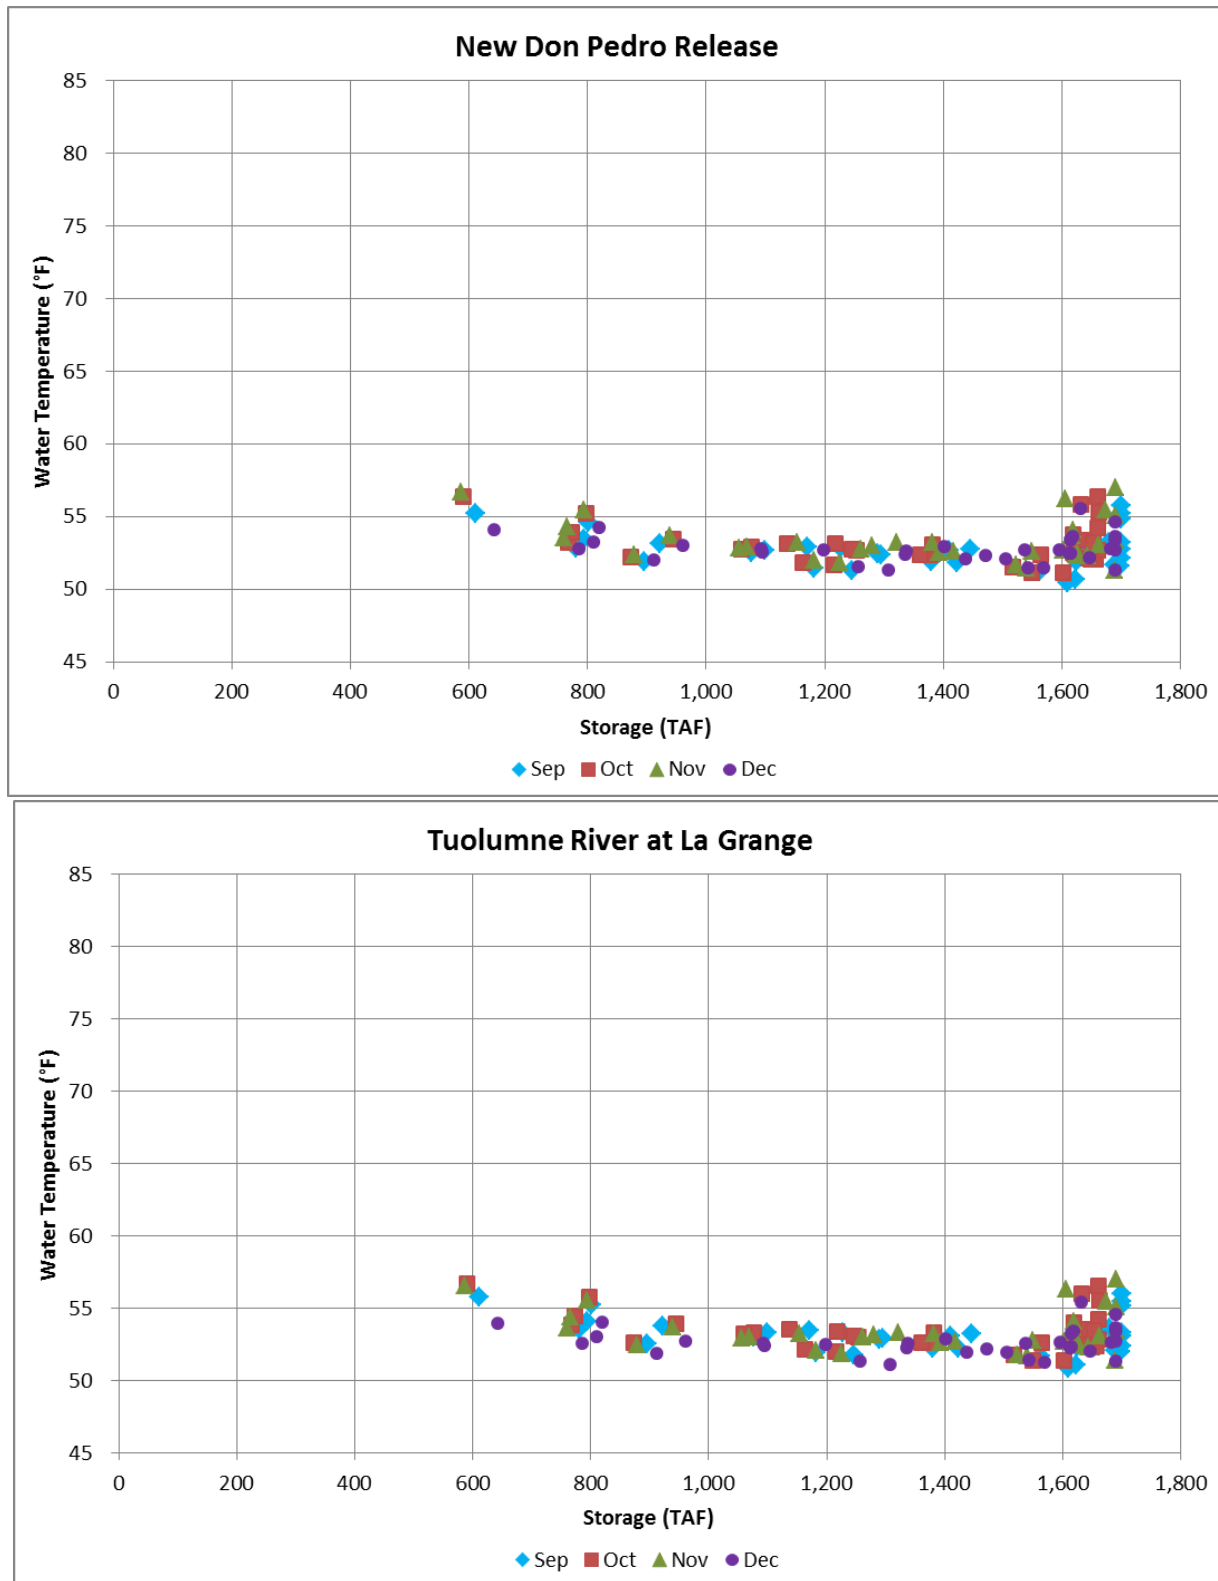 New Don Pedro Release
85
80
75
70
65
60
55
50
45
Water Temperature (°F)
0 200 400 600 800 1,000 1,200 1,400 1,600 1,800
Storage (TAF)
Sep Oct Nov Dec
Tuolumne River at La Grange
85
80
75
70
65
60
55
50
45
Water Temperature (°F)
0 200 400 600 800 1,000 1,200 1,400 1,600 1,800
Storage (TAF)
Sep Oct Nov Dec